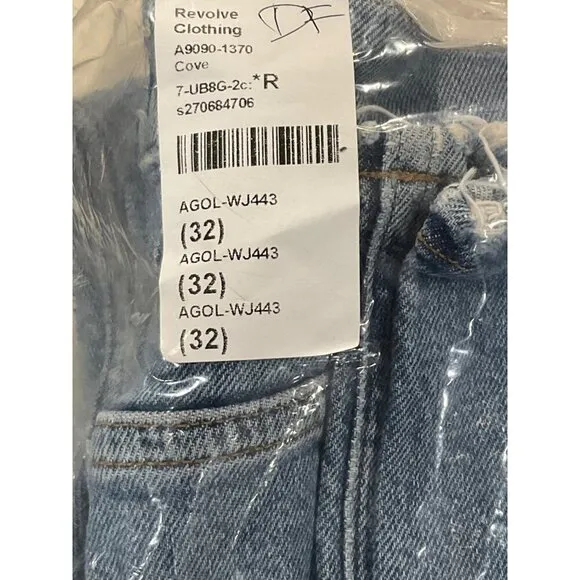 Revolve
Clothing
DF
A9090-1370
Cove
7-UB8G-2c:*R
s270684706
AGOL-WJ443
(32)
AGOL-WJ443
(32)
AGOL-WJ443
(32)